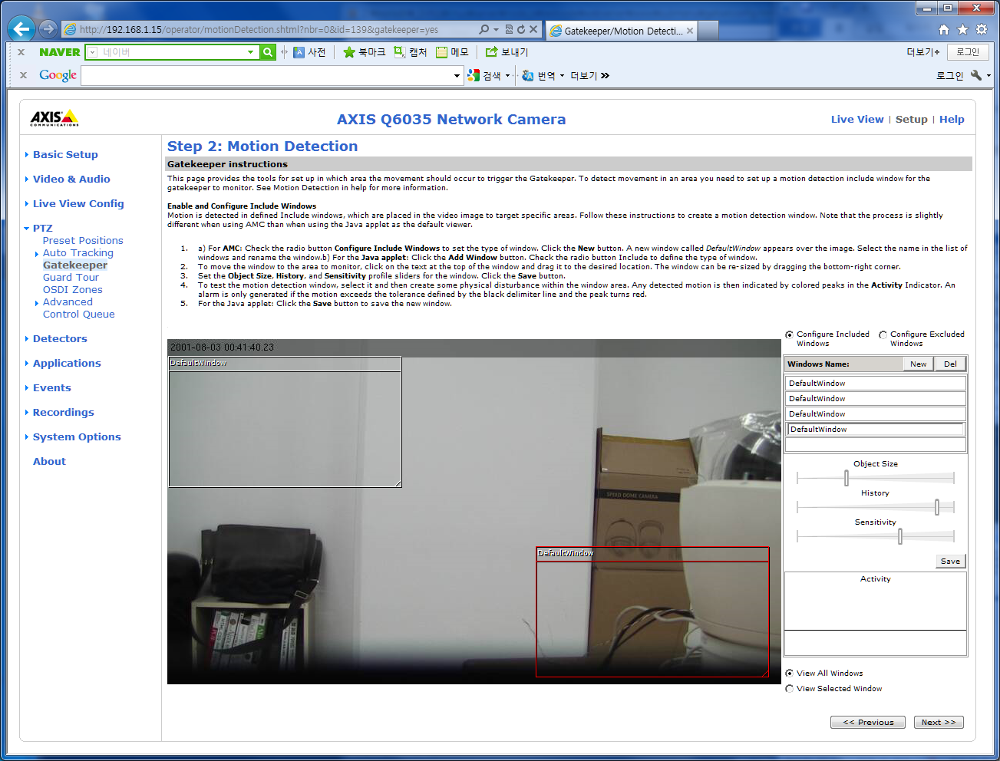 http://192.168.1.15/operator/motionDetection.shtml?nbr=0&id=139&gatekeeper=yes
Gatekeeper/Motion Detecti...
NAVER
네이버
사전
북마크
캡처
메모
보내기
더보기+
로그인
Google
검색
번역
더보기 »
로그인
AXIS
COMMUNICATIONS
AXIS Q6035 Network Camera
Live View | Setup | Help
Basic Setup
Video & Audio
Live View Config
PTZ
Preset Positions
Auto Tracking
Gatekeeper
Guard Tour
OSDI Zones
Advanced
Control Queue
Detectors
Applications
Events
Recordings
System Options
About
Step 2: Motion Detection
Gatekeeper instructions
This page provides the tools for set up in which area the movement should occur to trigger the Gatekeeper. To detect movement in an area you need to set up a motion detection include window for the
gatekeeper to monitor. See Motion Detection in help for more information.
Enable and Configure Include Windows
Motion is detected in defined Include windows, which are placed in the video image to target specific areas. Follow these instructions to create a motion detection window. Note that the process is slightly
different when using AMC than when using the Java applet as the default viewer.
1. a) For AMC: Check the radio button Configure Include Windows to set the type of window. Click the New button. A new window called DefaultWindow appears over the image. Select the name in the list of
windows and rename the window.b) For the Java applet: Click the Add Window button. Check the radio button Include to define the type of window.
2. To move the window to the area to monitor, click on the text at the top of the window and drag it to the desired location. The window can be re-sized by dragging the bottom-right corner.
3. Set the Object Size, History, and Sensitivity profile sliders for the window. Click the Save button.
4. To test the motion detection window, select it and then create some physical disturbance within the window area. Any detected motion is then indicated by colored peaks in the Activity Indicator. An
alarm is only generated if the motion exceeds the tolerance defined by the black delimiter line and the peak turns red.
5. For the Java applet: Click the Save button to save the new window.
2001-08-03 00:41:40.23
DefaultWindow
SPEED DOME CAMERA
DefaultWindow
Configure Included
Windows
Configure Excluded
Windows
Windows Name:
New
Del
DefaultWindow
DefaultWindow
DefaultWindow
DefaultWindow
Object Size
History
Sensitivity
Save
Activity
View All Windows
View Selected Window
<< Previous
Next >>